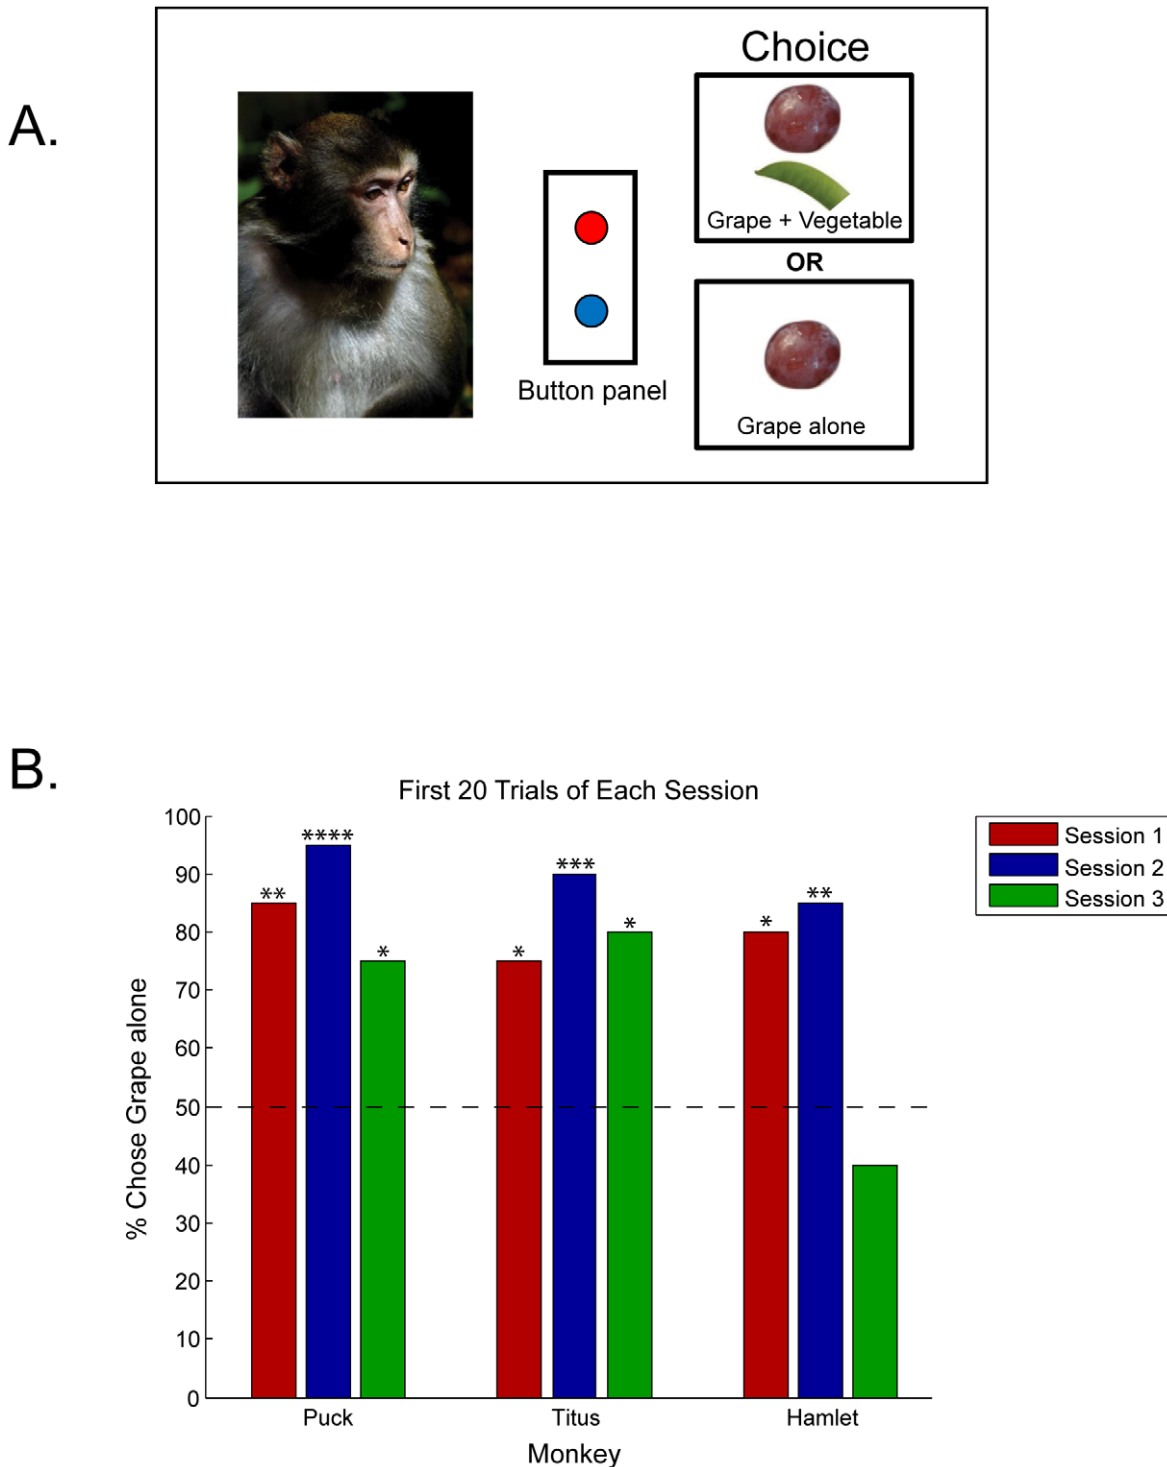 A.
Choice
Grape + Vegetable
OR
Grape alone
Button panel
B.
First 20 Trials of Each Session
100
90
80
70
60
50
40
30
20
10
0
% Chose Grape alone
**
****
*
*
***
*
*
**
Puck
Titus
Hamlet
Monkey
Session 1
Session 2
Session 3